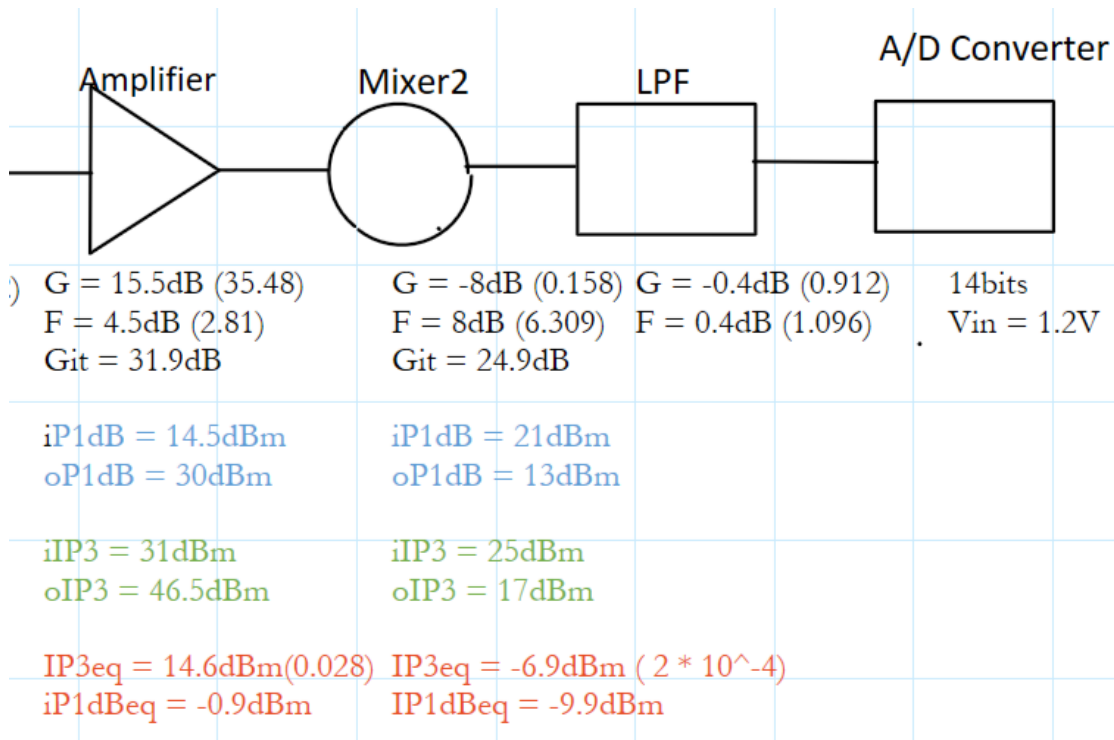 Amplifier
Mixer2
LPF
A/D Converter
)
G = 15.5dB (35.48)
F = 4.5dB (2.81)
Git = 31.9dB
iP1dB = 14.5dBm
oP1dB = 30dBm
iIP3 = 31dBm
oIP3 = 46.5dBm
IP3eq = 14.6dBm(0.028)
iP1dBeq = -0.9dBm
G = -8dB (0.158)
F = 8dB (6.309)
Git = 24.9dB
iP1dB = 21dBm
oP1dB = 13dBm
iIP3 = 25dBm
oIP3 = 17dBm
IP3eq = -6.9dBm ( 2 * 10^-4)
IP1dBeq = -9.9dBm
G = -0.4dB (0.912)
F = 0.4dB (1.096)
14bits
Vin = 1.2V